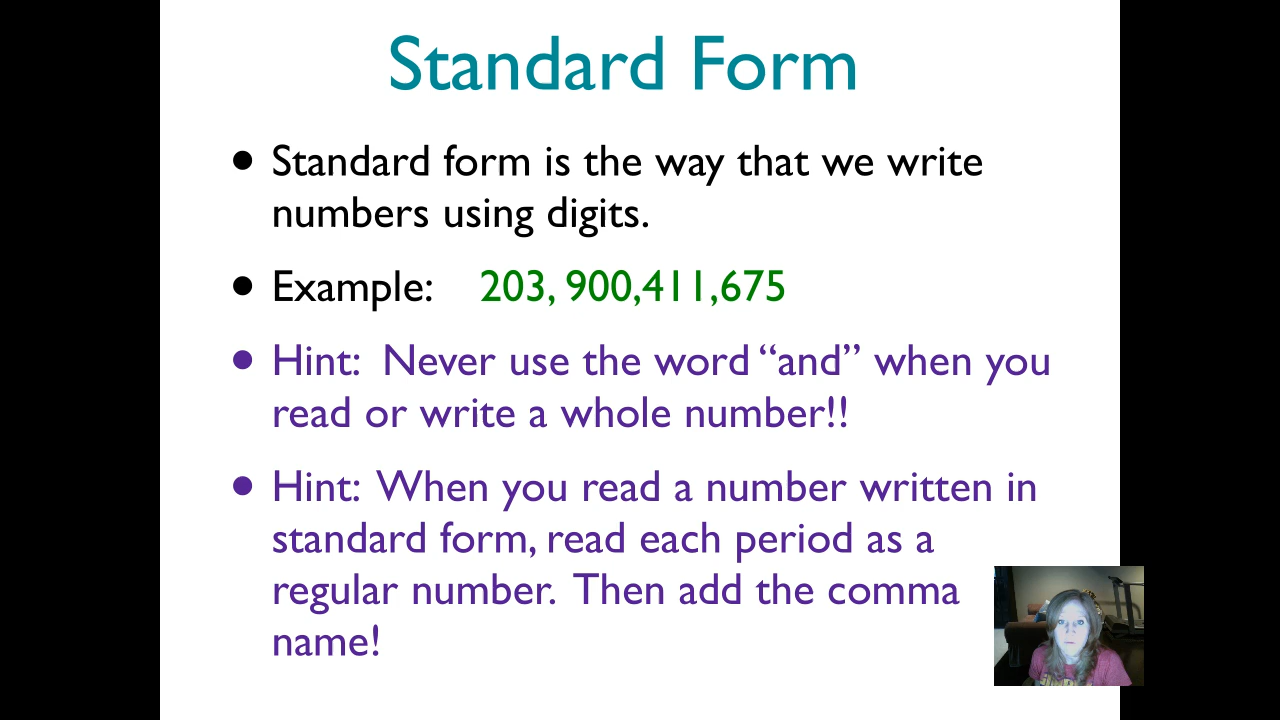 Standard Form
• Standard form is the way that we write
numbers using digits.
• Example: 203, 900,411,675
• Hint: Never use the word “and” when you
read or write a whole number!!
• Hint: When you read a number written in
standard form, read each period as a
regular number. Then add the comma
name!